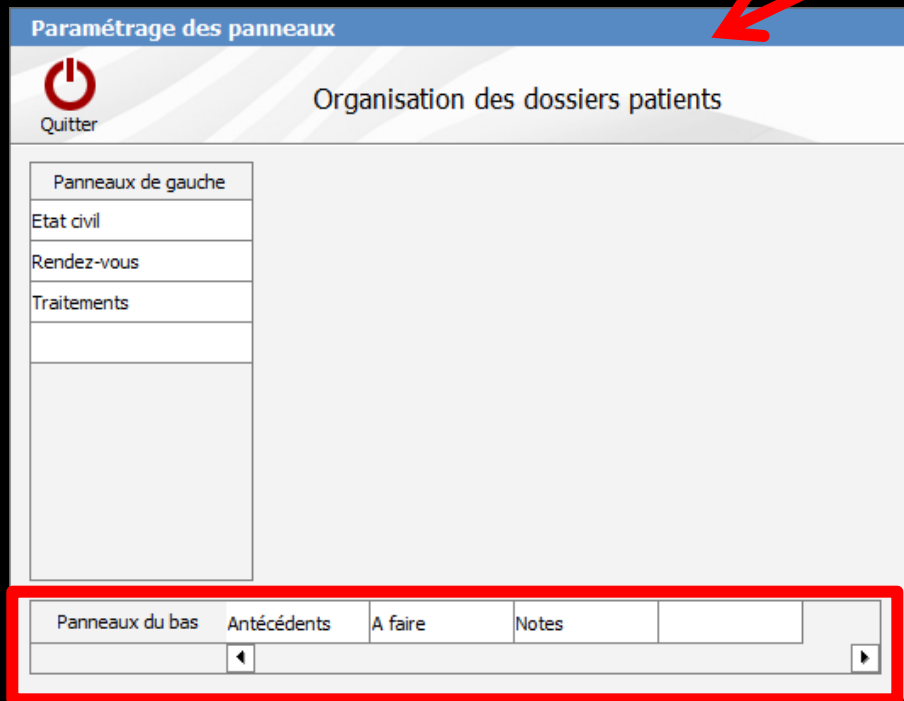 Paramétrage des panneaux
Quitter
Organisation des dossiers patients
Panneaux de gauche
Etat civil
Rendez-vous
Traitements
Panneaux du bas Antécédents A faire Notes